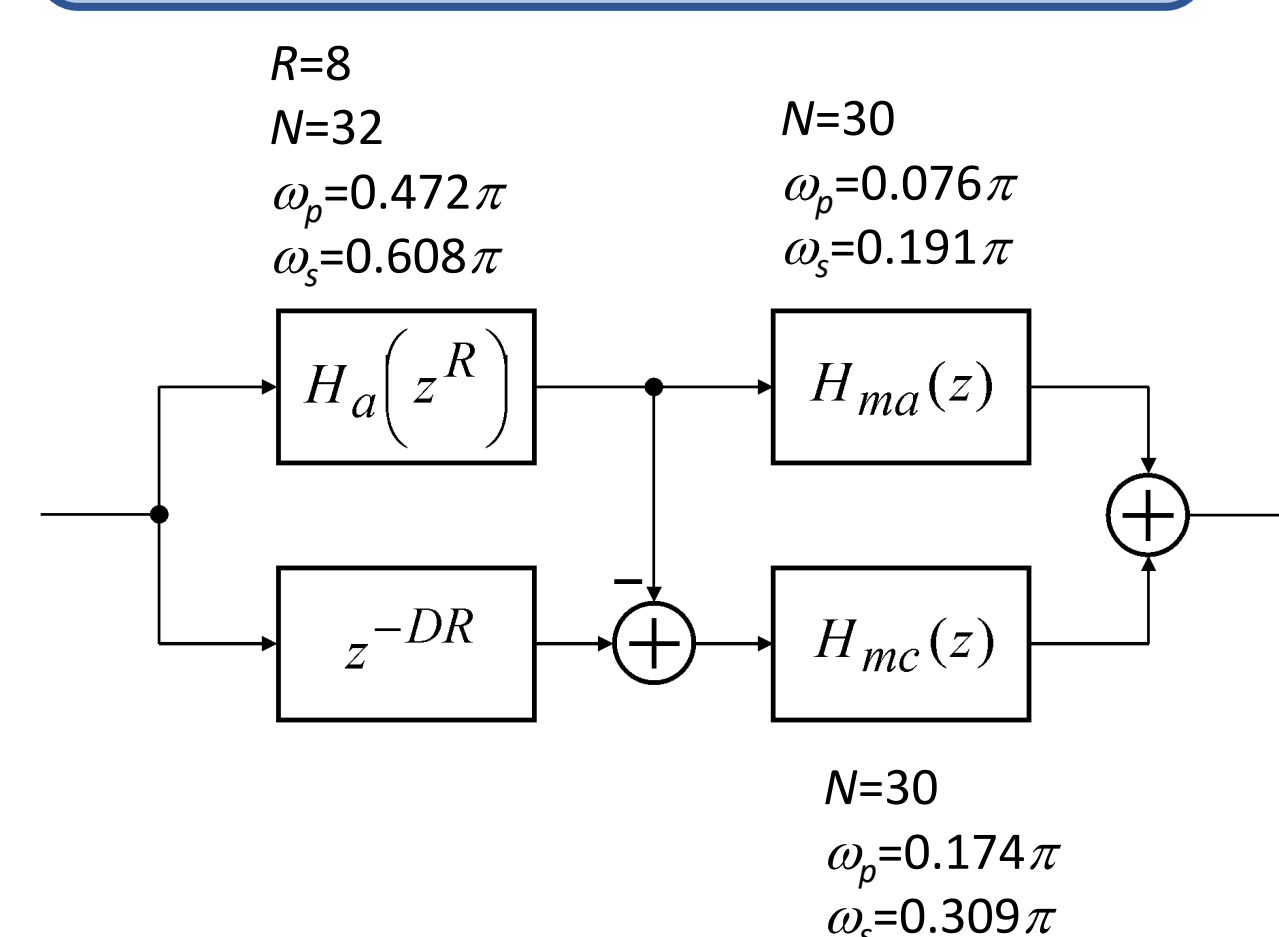 R=8
N=32
ωp=0.472π
ωs=0.608π
N=30
ωp=0.076π
ωs=0.191π
Ha(z^R)
Hma(z)
+
−
z^−DR
+
Hmc(z)
N=30
ωp=0.174π
ωs=0.309π